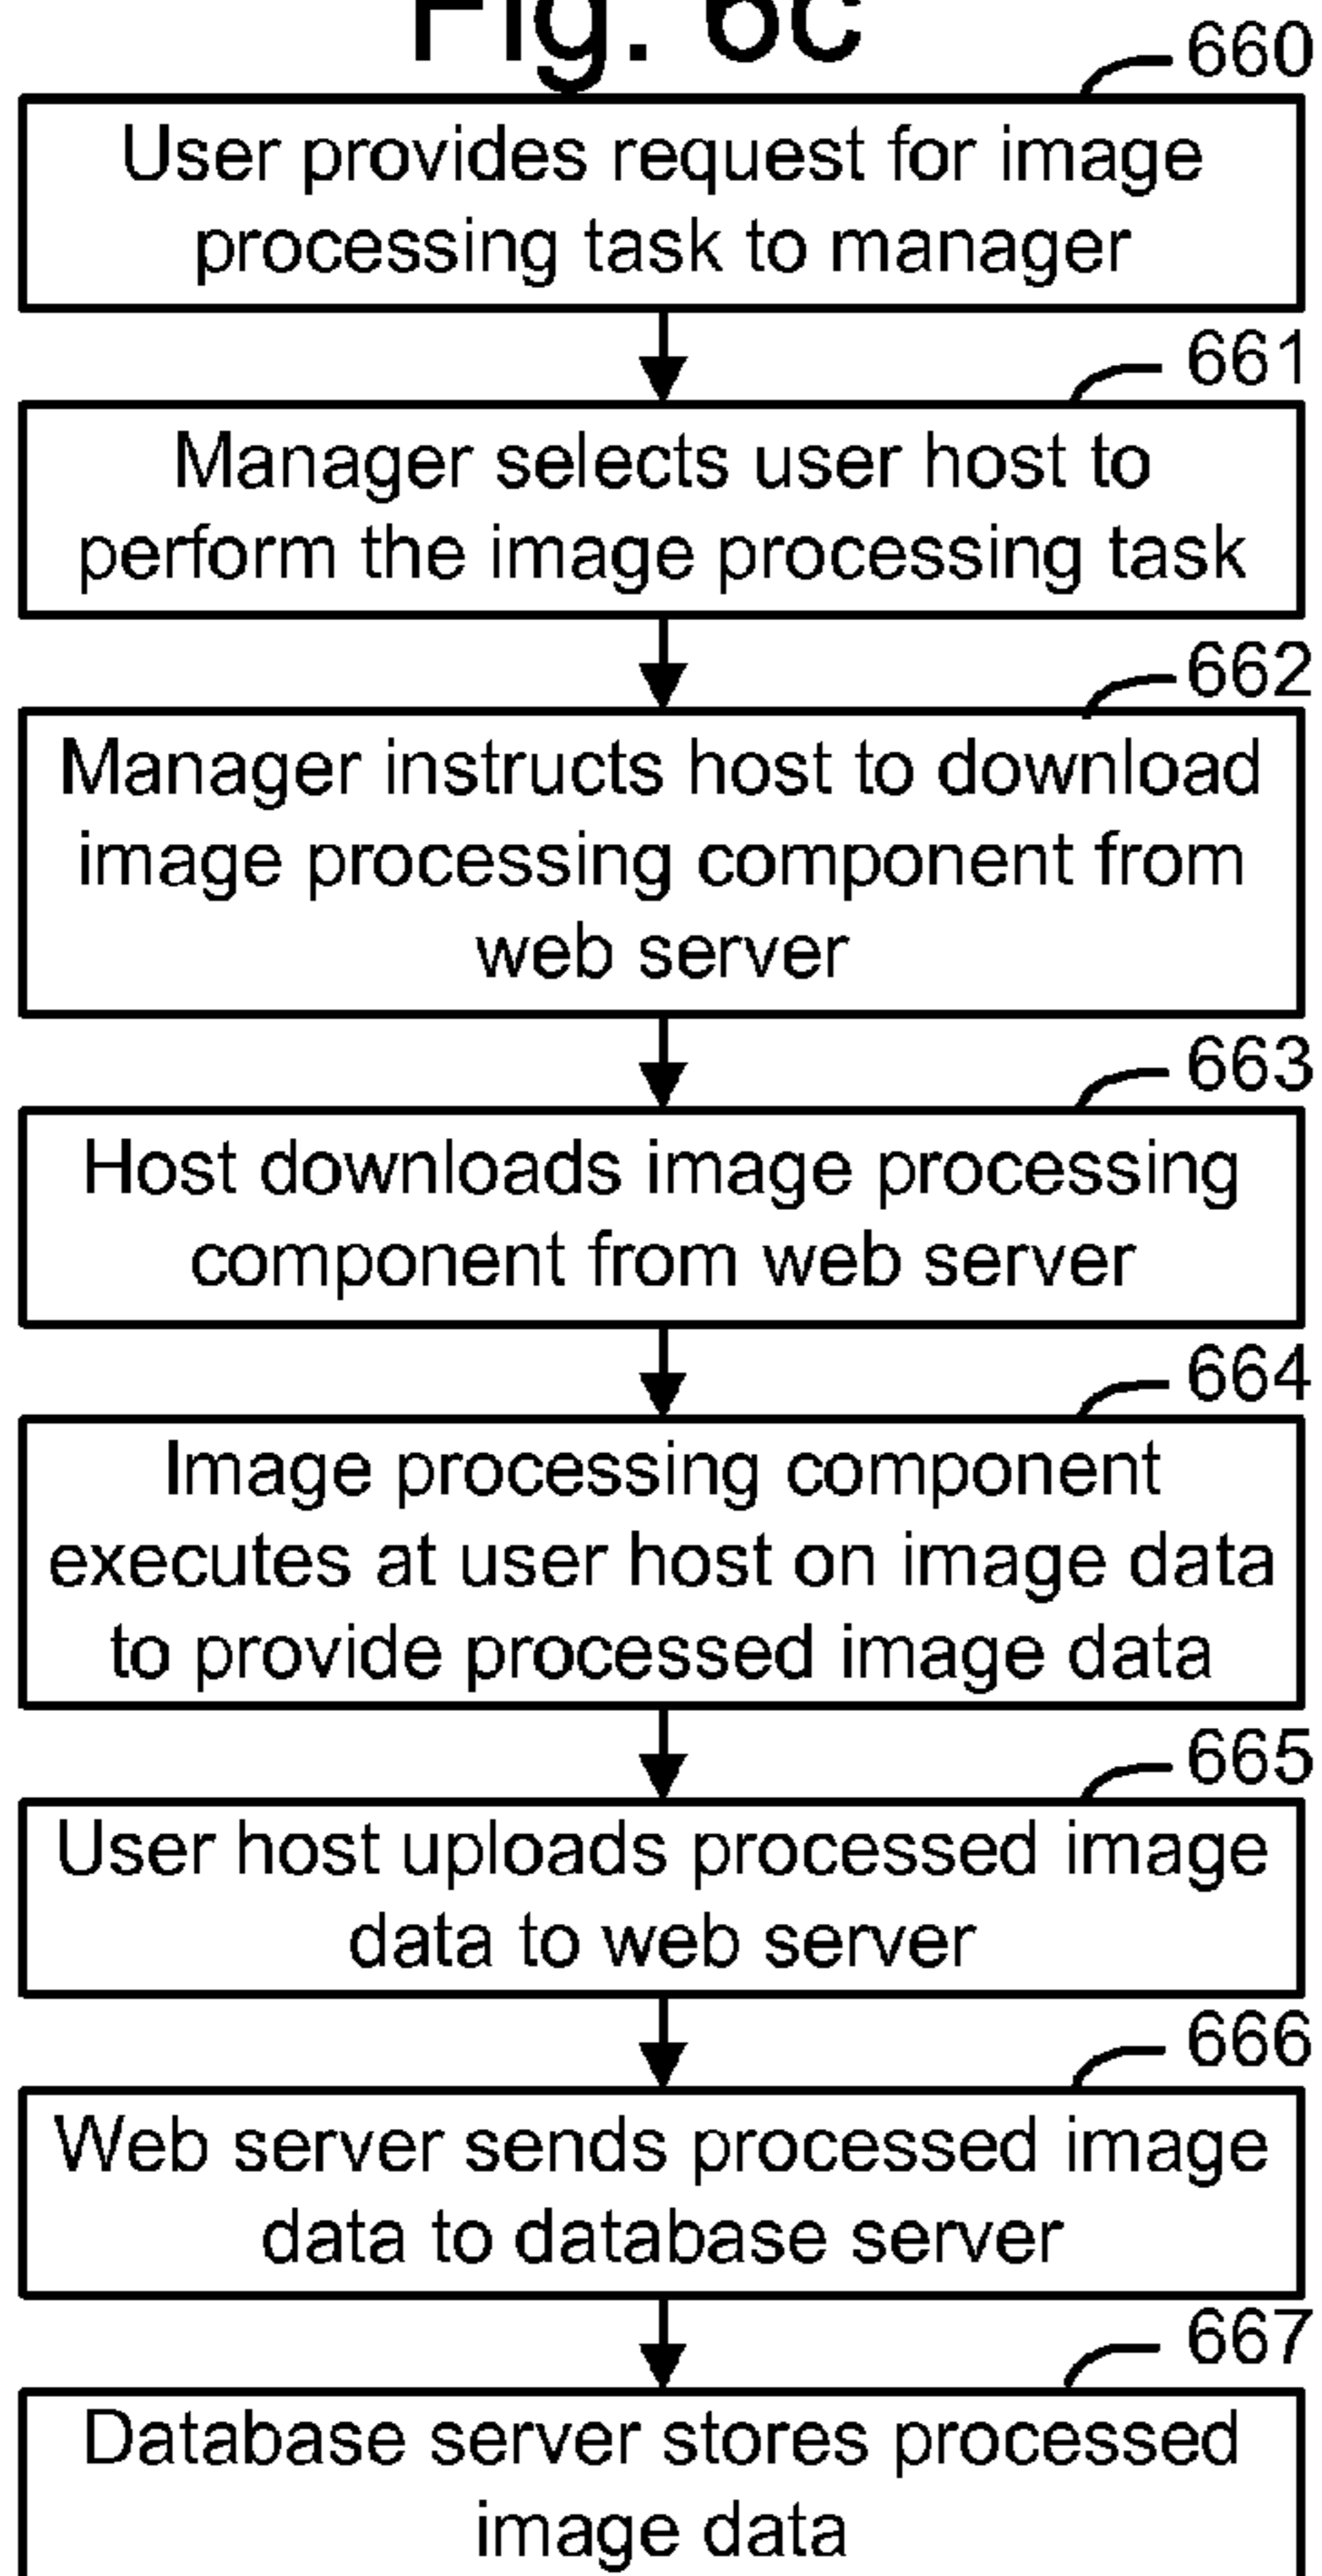 Fig. 6c
660
User provides request for image
processing task to manager
661
Manager selects user host to
perform the image processing task
662
Manager instructs host to download
image processing component from
web server
663
Host downloads image processing
component from web server
664
Image processing component
executes at user host on image data
to provide processed image data
665
User host uploads processed image
data to web server
666
Web server sends processed image
data to database server
667
Database server stores processed
image data